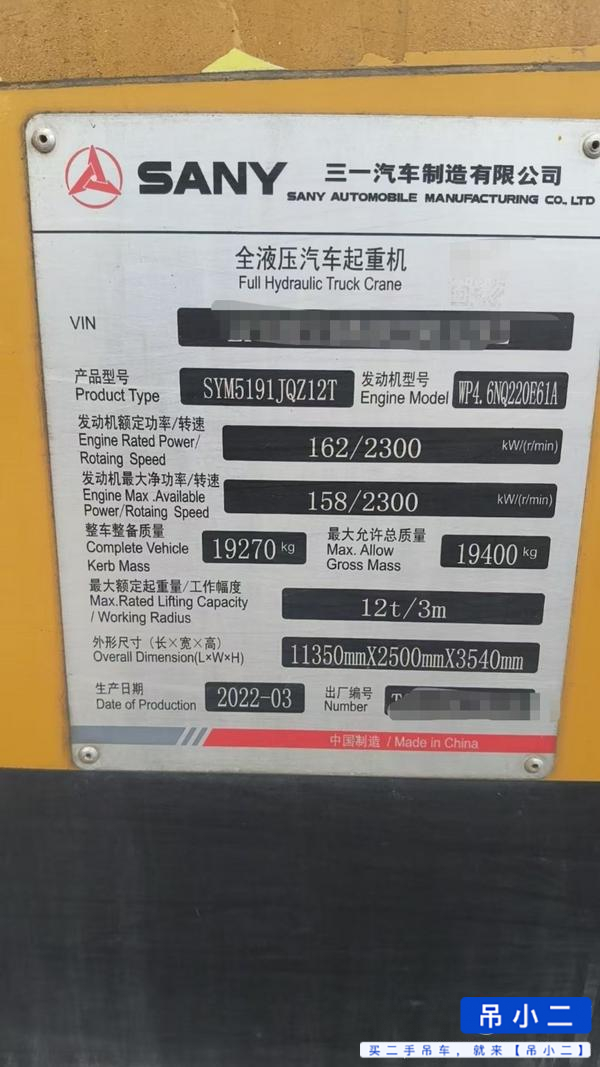 SANY
三一汽车制造有限公司
SANY AUTOMOBILE MANUFACTURING CO., LTD
全液压汽车起重机
Full Hydraulic Truck Crane
VIN
产品型号 SYM5191JQZ12T 发动机型号 WP4.6NQ220E61A
Product Type Engine Model
发动机额定功率/转速
Engine Rated Power/ 162/2300 kW/(r/min)
Rotaing Speed
发动机最大净功率/转速
Engine Max .Available 158/2300 kW/(r/min)
Power/Rotaing Speed
整车整备质量 最大允许总质量
Complete Vehicle 19270 kg Max. Allow 19400 kg
Kerb Mass Gross Mass
最大额定起重量/工作幅度
Max.Rated Lifting Capacity 12t/3m
/ Working Radius
外形尺寸（长×宽×高）
Overall Dimension(L×W×H) 11350mmX2500mmX3540mm
生产日期 2022-03 出厂编号
Date of Production Number
中国制造 / Made in China
吊小二
买二手吊车，就来【吊小二】